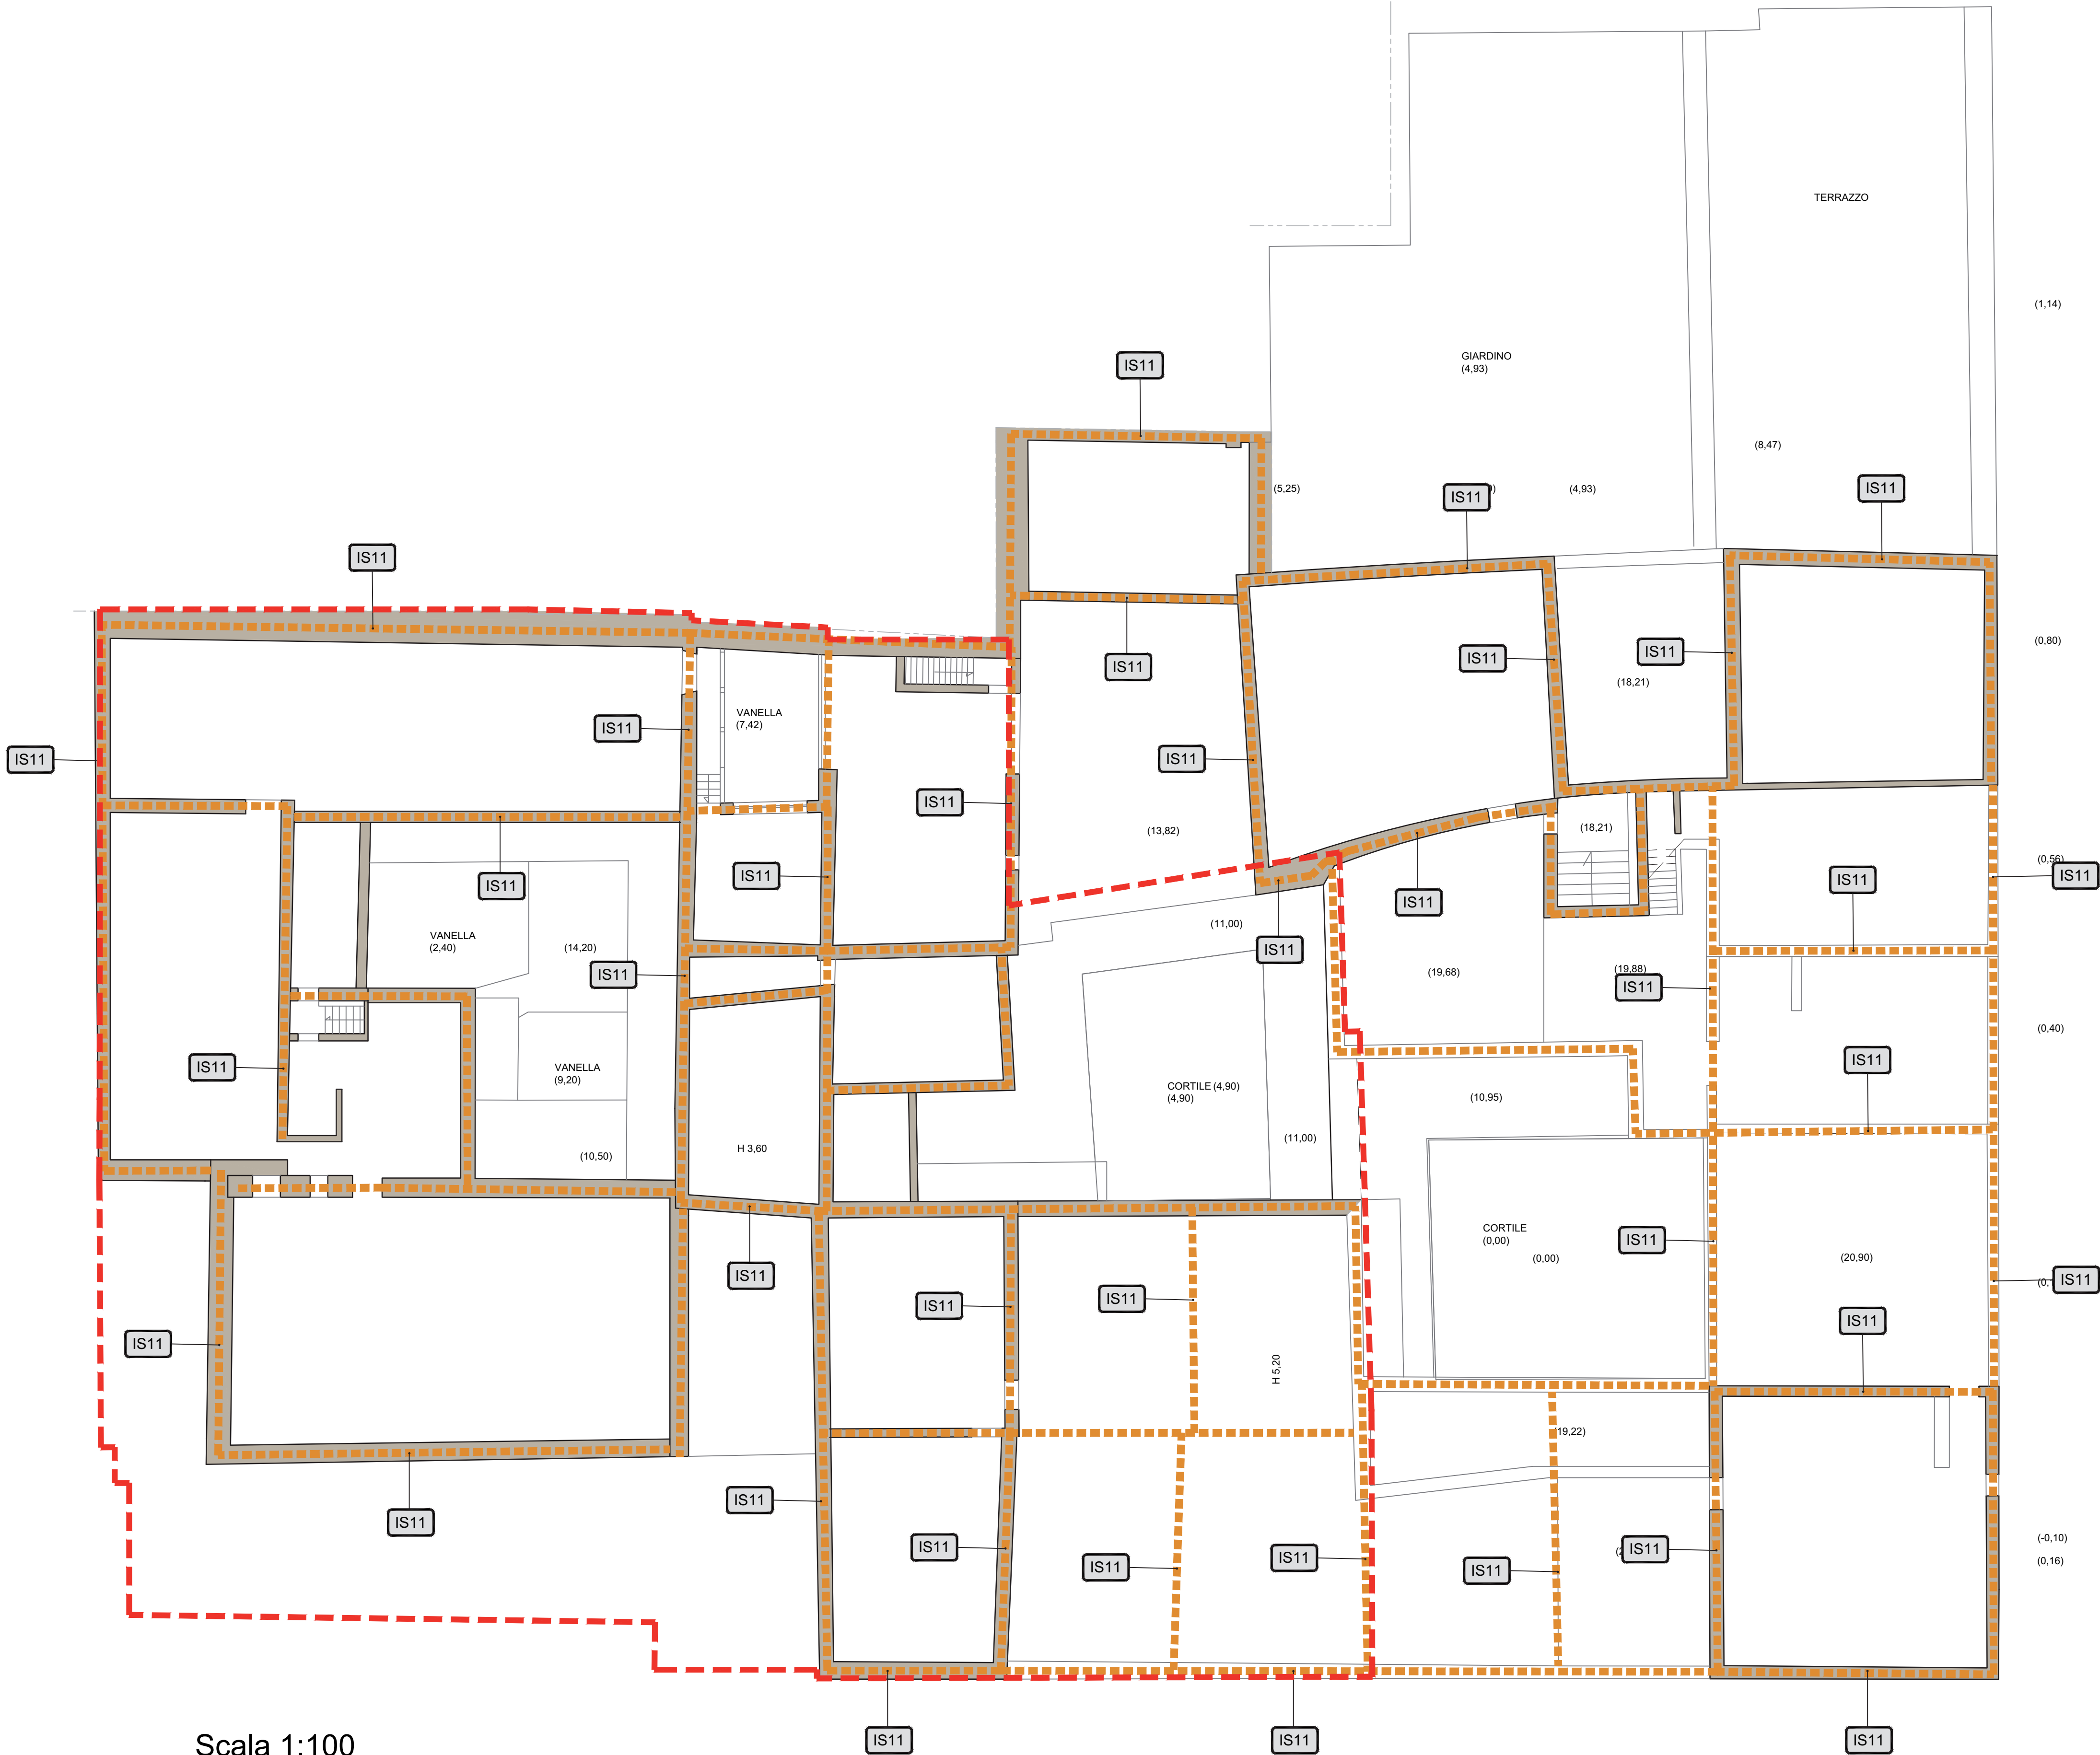 TERRAZZO
(1,14)
IS11
GIARDINO
(4,93)
(8,47)
(5,25)
IS11
(4,93)
IS11
IS11
(0,80)
IS11
IS11
IS11
(18,21)
VANELLA
(7,42)
IS11
IS11
IS11
IS11
(13,82)
(18,21)
(0,56)
IS11
IS11
IS11
IS11
IS11
VANELLA
(2,40)
(14,20)
(11,00)
IS11
IS11
(19,68)
(19,88)
IS11
(0,40)
IS11
VANELLA
(9,20)
CORTILE (4,90)
(4,90)
(10,95)
IS11
H 3,60
(10,50)
(11,00)
CORTILE
(0,00)
(0,00)
IS11
(20,90)
IS11
IS11
IS11
IS11
IS11
IS11
H 5,20
(19,22)
IS11
IS11
IS11
IS11
IS11
IS11
IS11
(-0,10)
(0,16)
IS11
IS11
IS11
Scala 1:100